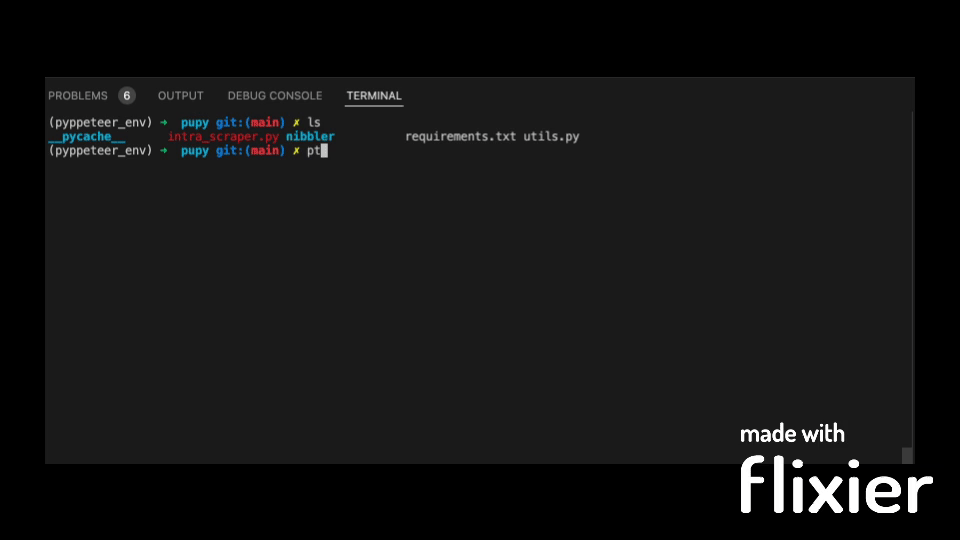 PROBLEMS 6 OUTPUT DEBUG CONSOLE TERMINAL
(pyppeteer_env) ➜ pupy git:(main) ✗ ls
__pycache__ intra_scraper.py nibbler requirements.txt utils.py
(pyppeteer_env) ➜ pupy git:(main) ✗ pt
made with
flixier